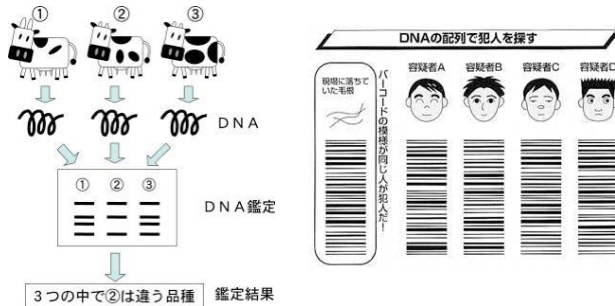 ① ② ③
DNA
① ② ③
DNA鑑定
3つの中で②は違う品種
鑑定結果
DNAの配列で犯人を探す
現場に落ちて
いた毛根
バーコードの模様が同じ人が犯人だ!
容疑者A 容疑者B 容疑者C 容疑者D